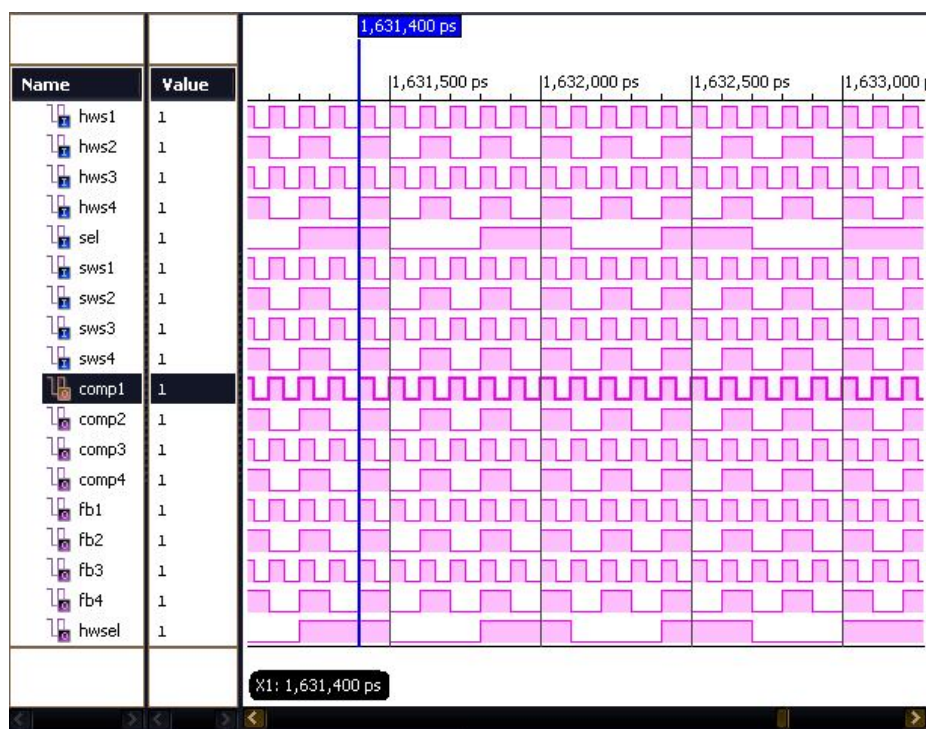 1,631,400 ps
Name Value |1,631,500 ps |1,632,000 ps |1,632,500 ps |1,633,000
hws1 1
hws2 1
hws3 1
hws4 1
sel 1
sws1 1
sws2 1
sws3 1
sws4 1
comp1 1
comp2 1
comp3 1
comp4 1
fb1 1
fb2 1
fb3 1
fb4 1
hwsel 1
X1: 1,631,400 ps